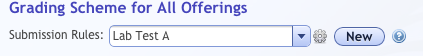 Grading Scheme for All Offerings
Submission Rules: Lab Test A New ?